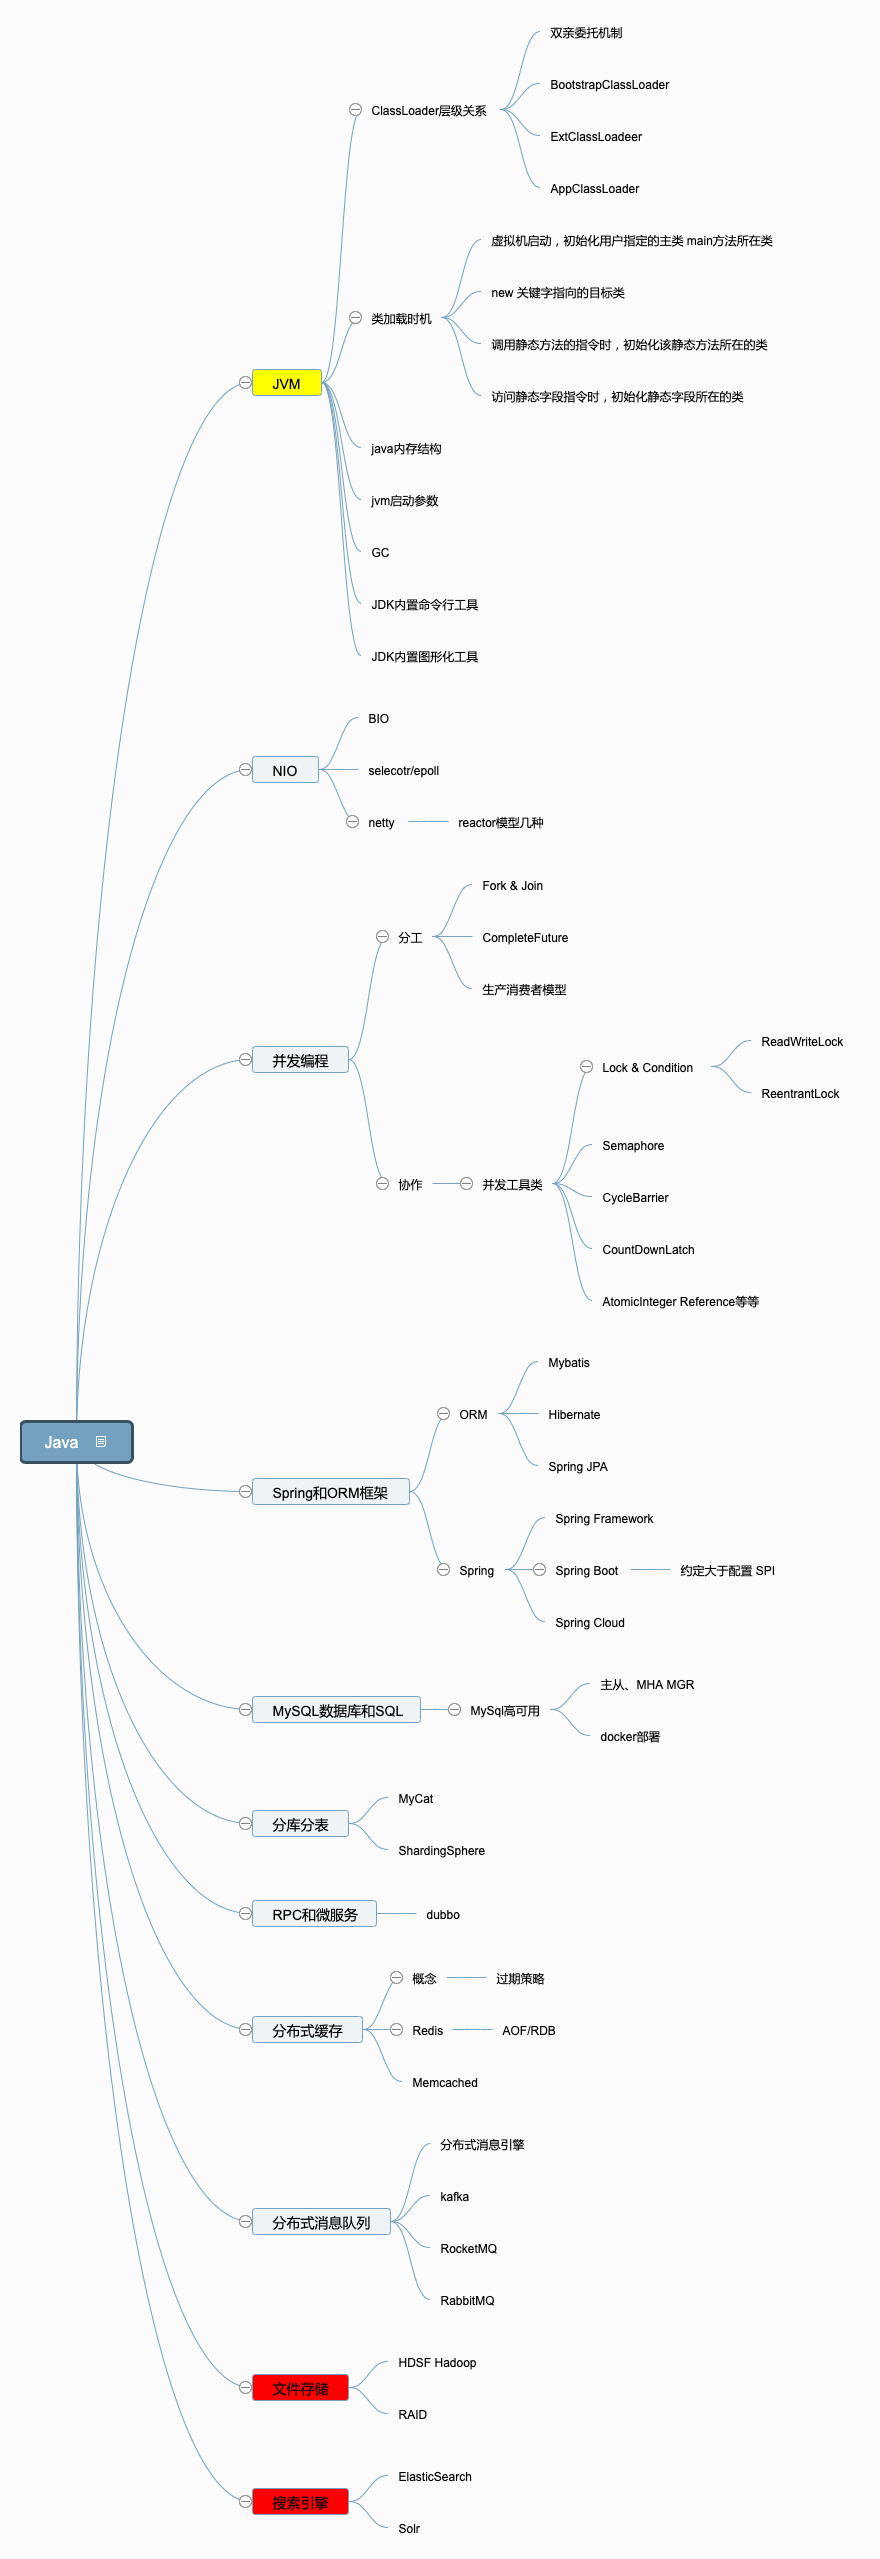 双亲委托机制
BootstrapClassLoader
ClassLoader层级关系
ExtClassLoadeer
AppClassLoader
虚拟机启动，初始化用户指定的主类 main方法所在类
new 关键字指向的目标类
类加载时机
调用静态方法的指令时，初始化该静态方法所在的类
访问静态字段指令时，初始化静态字段所在的类
JVM
java内存结构
jvm启动参数
GC
JDK内置命令行工具
JDK内置图形化工具
BIO
NIO
selecotr/epoll
netty
reactor模型几种
Fork & Join
分工
CompleteFuture
生产消费者模型
并发编程
ReadWriteLock
Lock & Condition
ReentrantLock
Semaphore
协作
并发工具类
CycleBarrier
CountDownLatch
AtomicInteger Reference等等
Mybatis
ORM
Hibernate
Spring JPA
Java
Spring和ORM框架
Spring Framework
Spring
Spring Boot
约定大于配置 SPI
Spring Cloud
主从、MHA MGR
MySQL数据库和SQL
MySql高可用
docker部署
MyCat
分库分表
ShardingSphere
RPC和微服务
dubbo
概念
过期策略
分布式缓存
Redis
AOF/RDB
Memcached
分布式消息引擎
kafka
分布式消息队列
RocketMQ
RabbitMQ
HDSF Hadoop
文件存储
RAID
ElasticSearch
搜索引擎
Solr